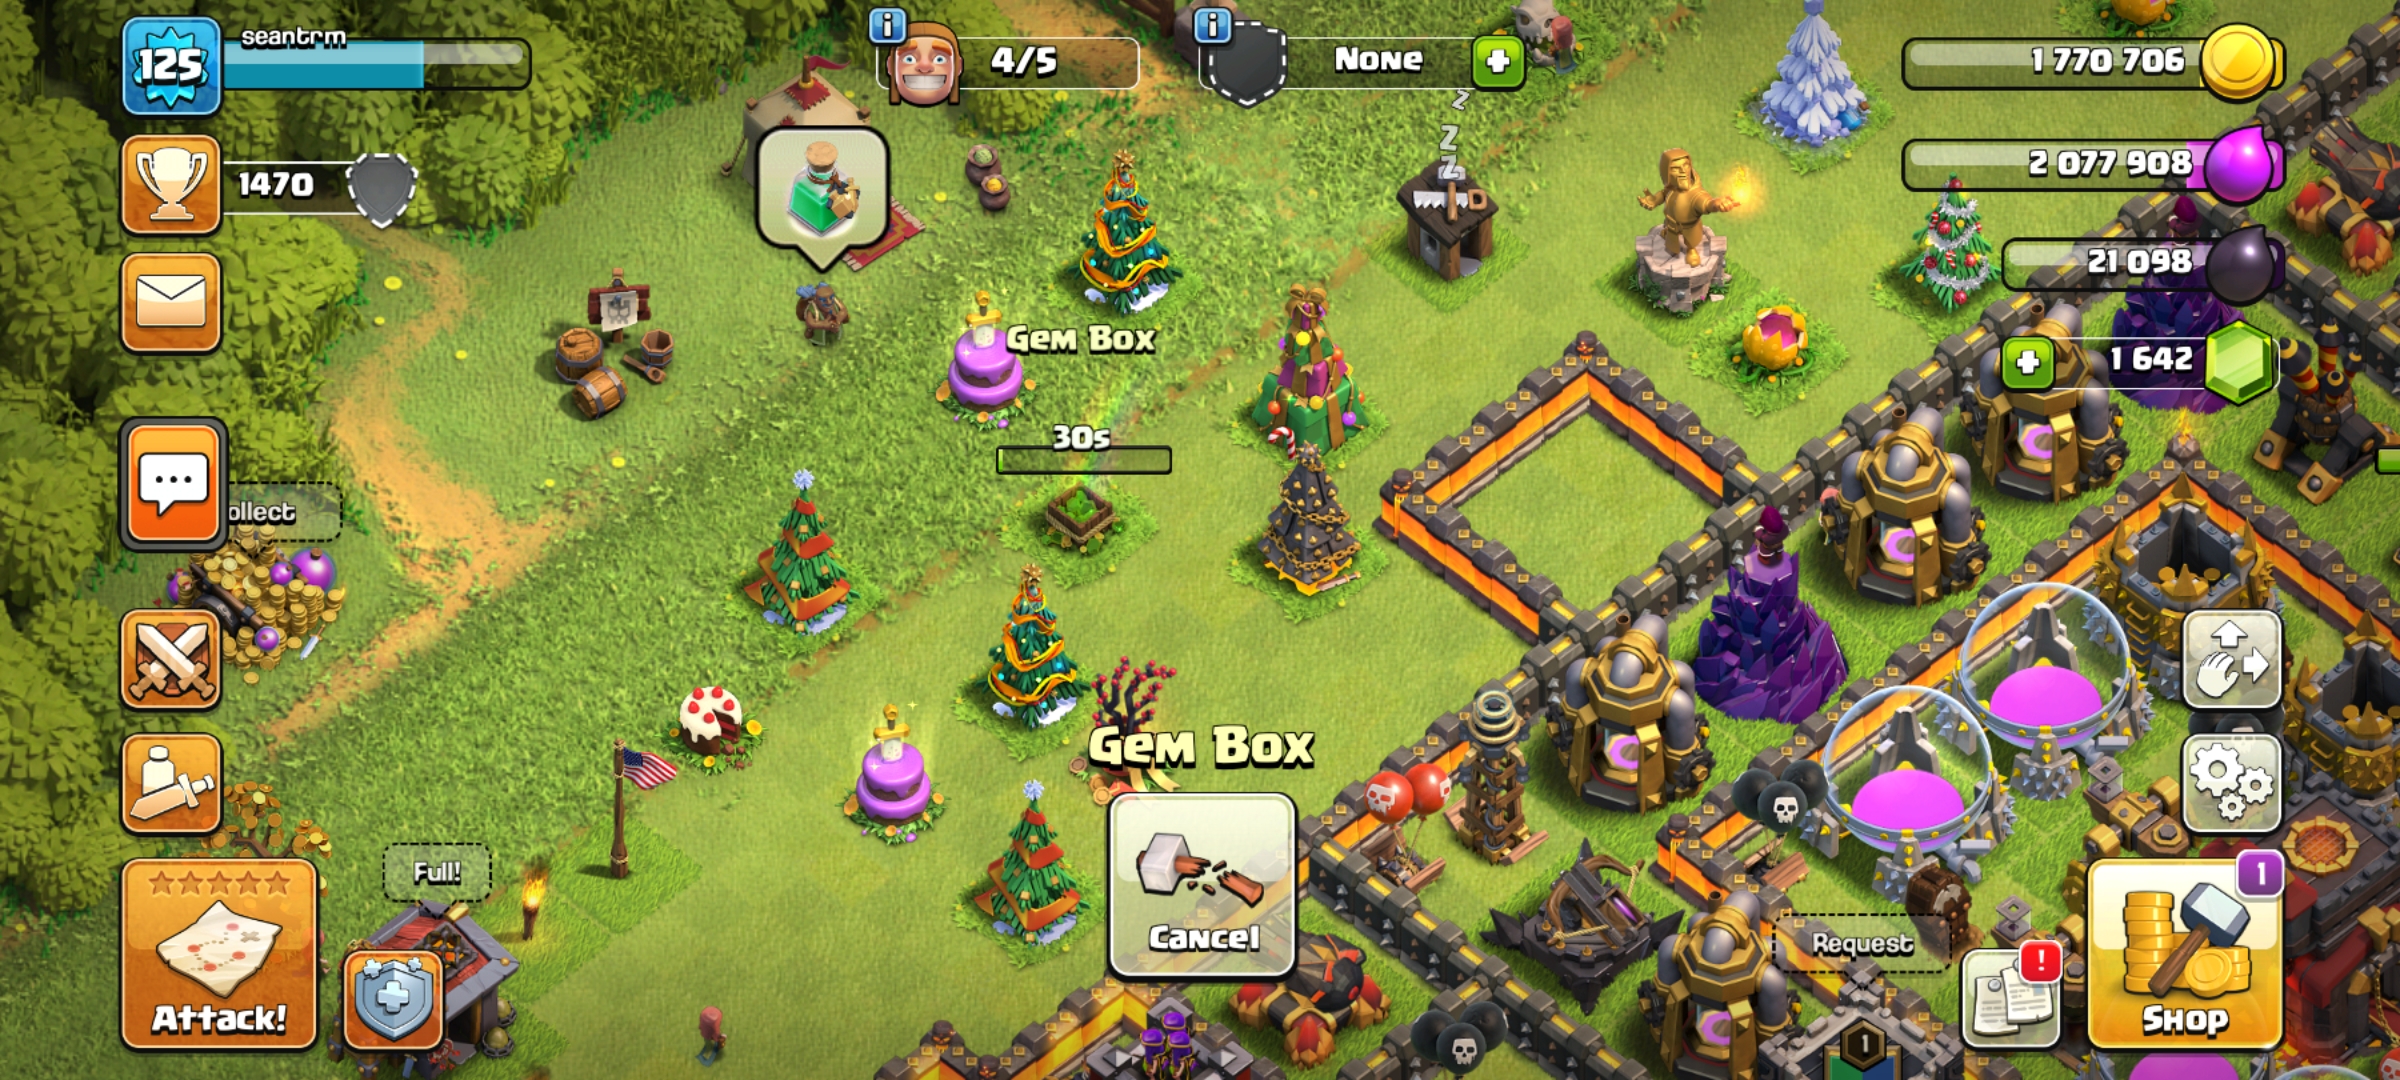 125
seantrm
4/5
None
1 770 706
1470
2 077 908
21 098
1 642
Gem Box
30s
ollect
Gem Box
Cancel
Full!
Attack!
Request
1
!
1
Shop
z
z
z
i
i